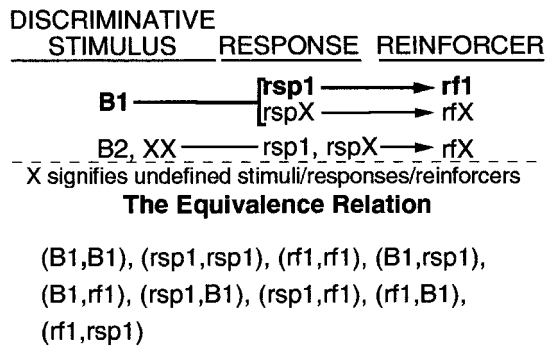 DISCRIMINATIVE
STIMULUS RESPONSE REINFORCER
rsp1 rf1
B1
rspX rfX
B2, XX rsp1, rspX rfX
X signifies undefined stimuli/responses/reinforcers
The Equivalence Relation
(B1,B1), (rsp1,rsp1), (rf1,rf1), (B1,rsp1),
(B1,rf1), (rsp1,B1), (rsp1,rf1), (rf1,B1),
(rf1,rsp1)